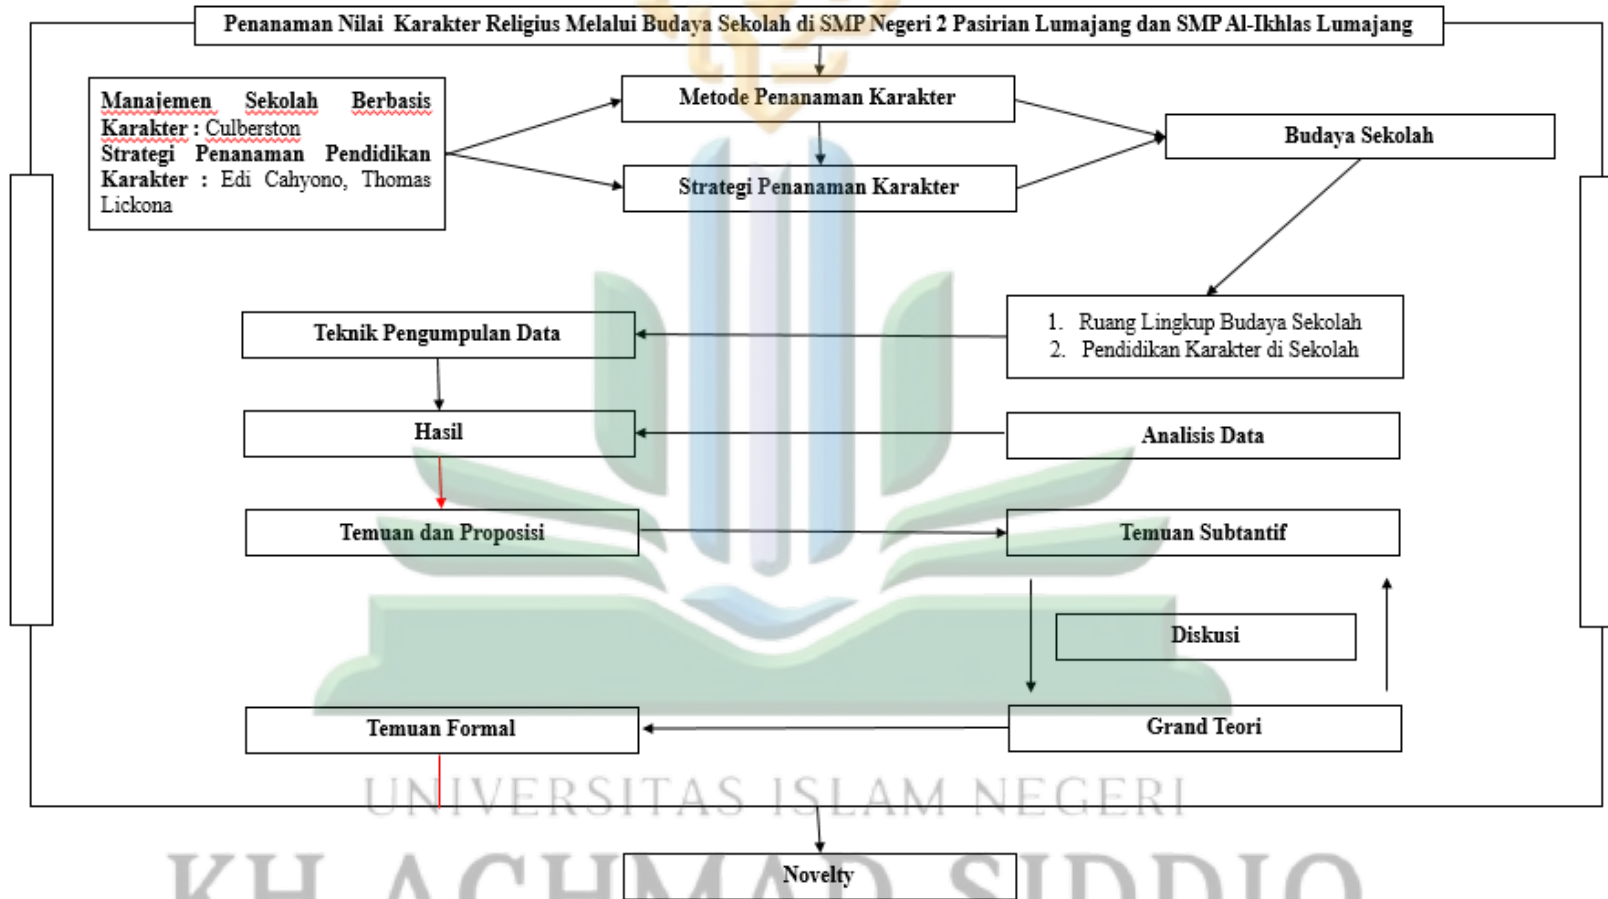 Penanaman Nilai Karakter Religius Melalui Budaya Sekolah di SMP Negeri 2 Pasirian Lumajang dan SMP Al-Ikhlas Lumajang
Manajemen Sekolah Berbasis
Karakter : Culberston
Strategi Penanaman Pendidikan
Karakter : Edi Cahyono, Thomas
Lickona
Metode Penanaman Karakter
Strategi Penanaman Karakter
Budaya Sekolah
1. Ruang Lingkup Budaya Sekolah
2. Pendidikan Karakter di Sekolah
Teknik Pengumpulan Data
Hasil
Analisis Data
Temuan dan Proposisi
Temuan Subtantif
Diskusi
Temuan Formal
Grand Teori
UNIVERSITAS ISLAM NEGERI
Novelty
KH ACHMAD SIDDIQ